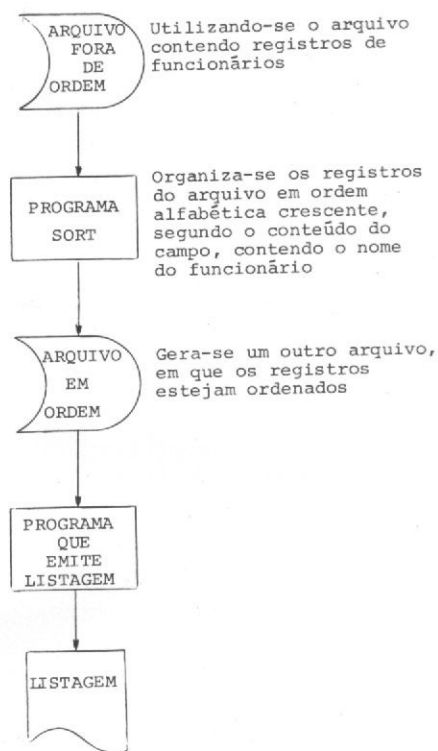 ARQUIVO
FORA
DE
ORDEM
Utilizando-se o arquivo
contendo registros de
funcionários
PROGRAMA
SORT
Organiza-se os registros
do arquivo em ordem
alfabética crescente,
segundo o conteúdo do
campo, contendo o nome
do funcionário
ARQUIVO
EM
ORDEM
Gera-se um outro arquivo,
em que os registros
estejam ordenados
PROGRAMA
QUE
EMITE
LISTAGEM
LISTAGEM